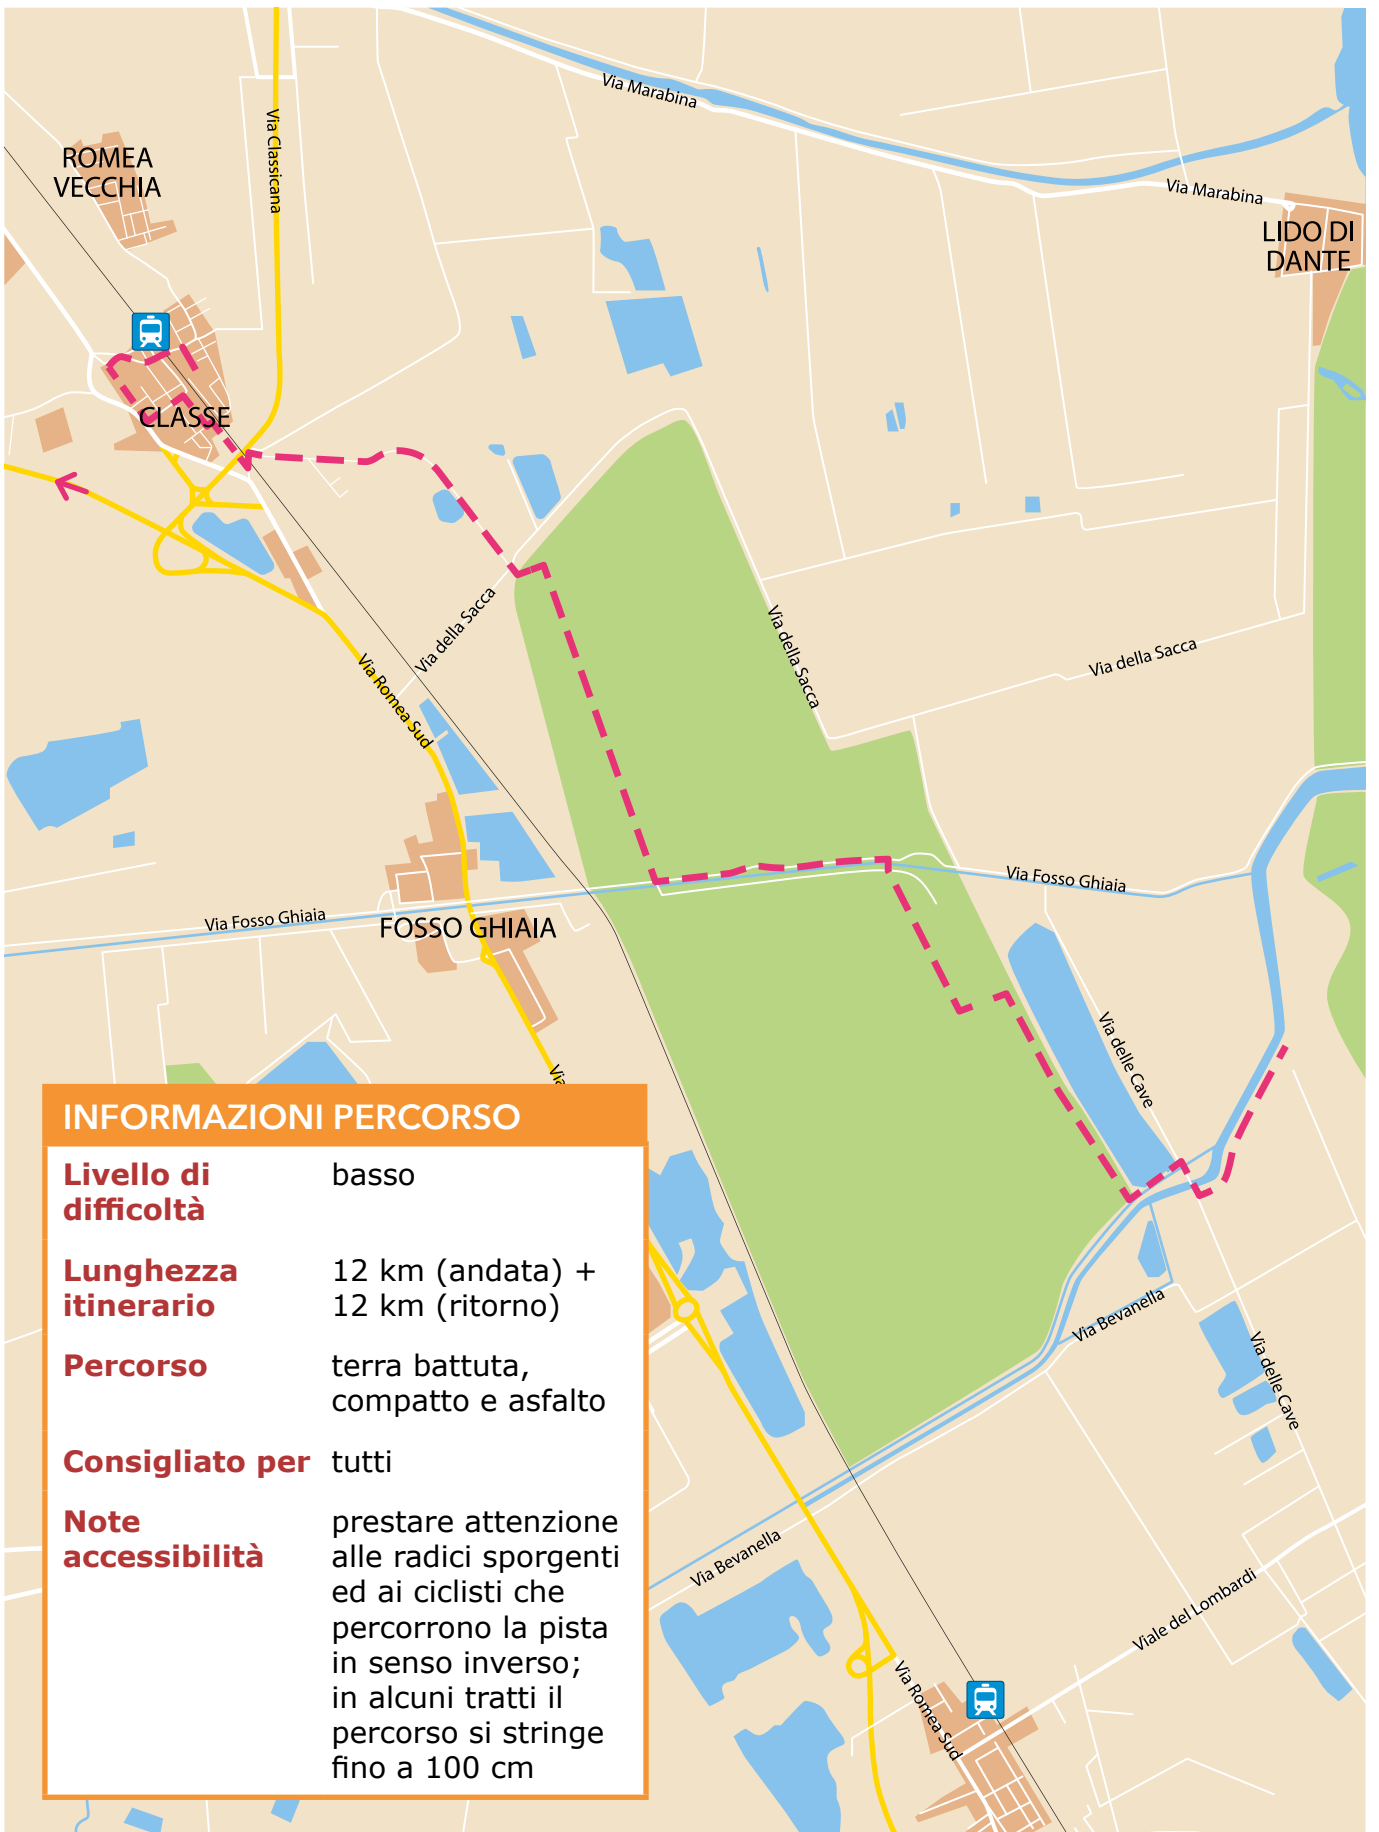 Via Marabina
Via Classicana
ROMEA
VECCHIA
Via Marabina
LIDO DI
DANTE
CLASSE
Via della Sacca
Via della Sacca
Via della Sacca
Via Romea Sud
Via Fosso Ghiaia
Via Fosso Ghiaia
FOSSO GHIAIA
Via delle Cave
Via
INFORMAZIONI PERCORSO
Livello di
difficoltà
basso
Lunghezza
itinerario
12 km (andata) +
12 km (ritorno)
Percorso
terra battuta,
compatto e asfalto
Consigliato per
tutti
Note
accessibilità
prestare attenzione
alle radici sporgenti
ed ai ciclisti che
percorrono la pista
in senso inverso;
in alcuni tratti il
percorso si stringe
fino a 100 cm
Via Bevanella
Via delle Cave
Via Bevanella
Viale del Lombardi
Via Romea Sud